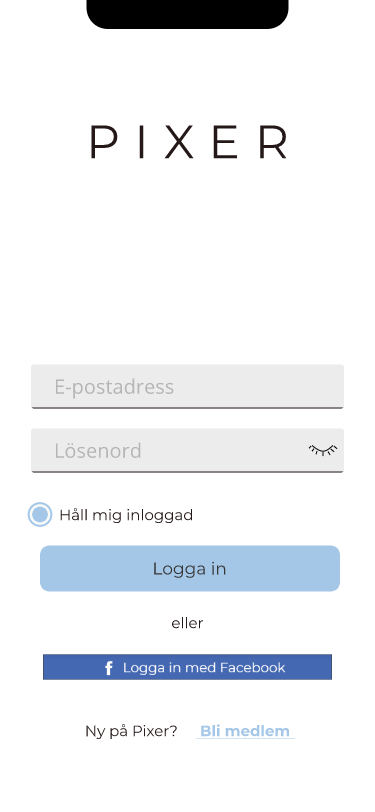 PIXER
E-postadress
Lösenord
Håll mig inloggad
Logga in
eller
f Logga in med Facebook
Ny på Pixer? Bli medlem